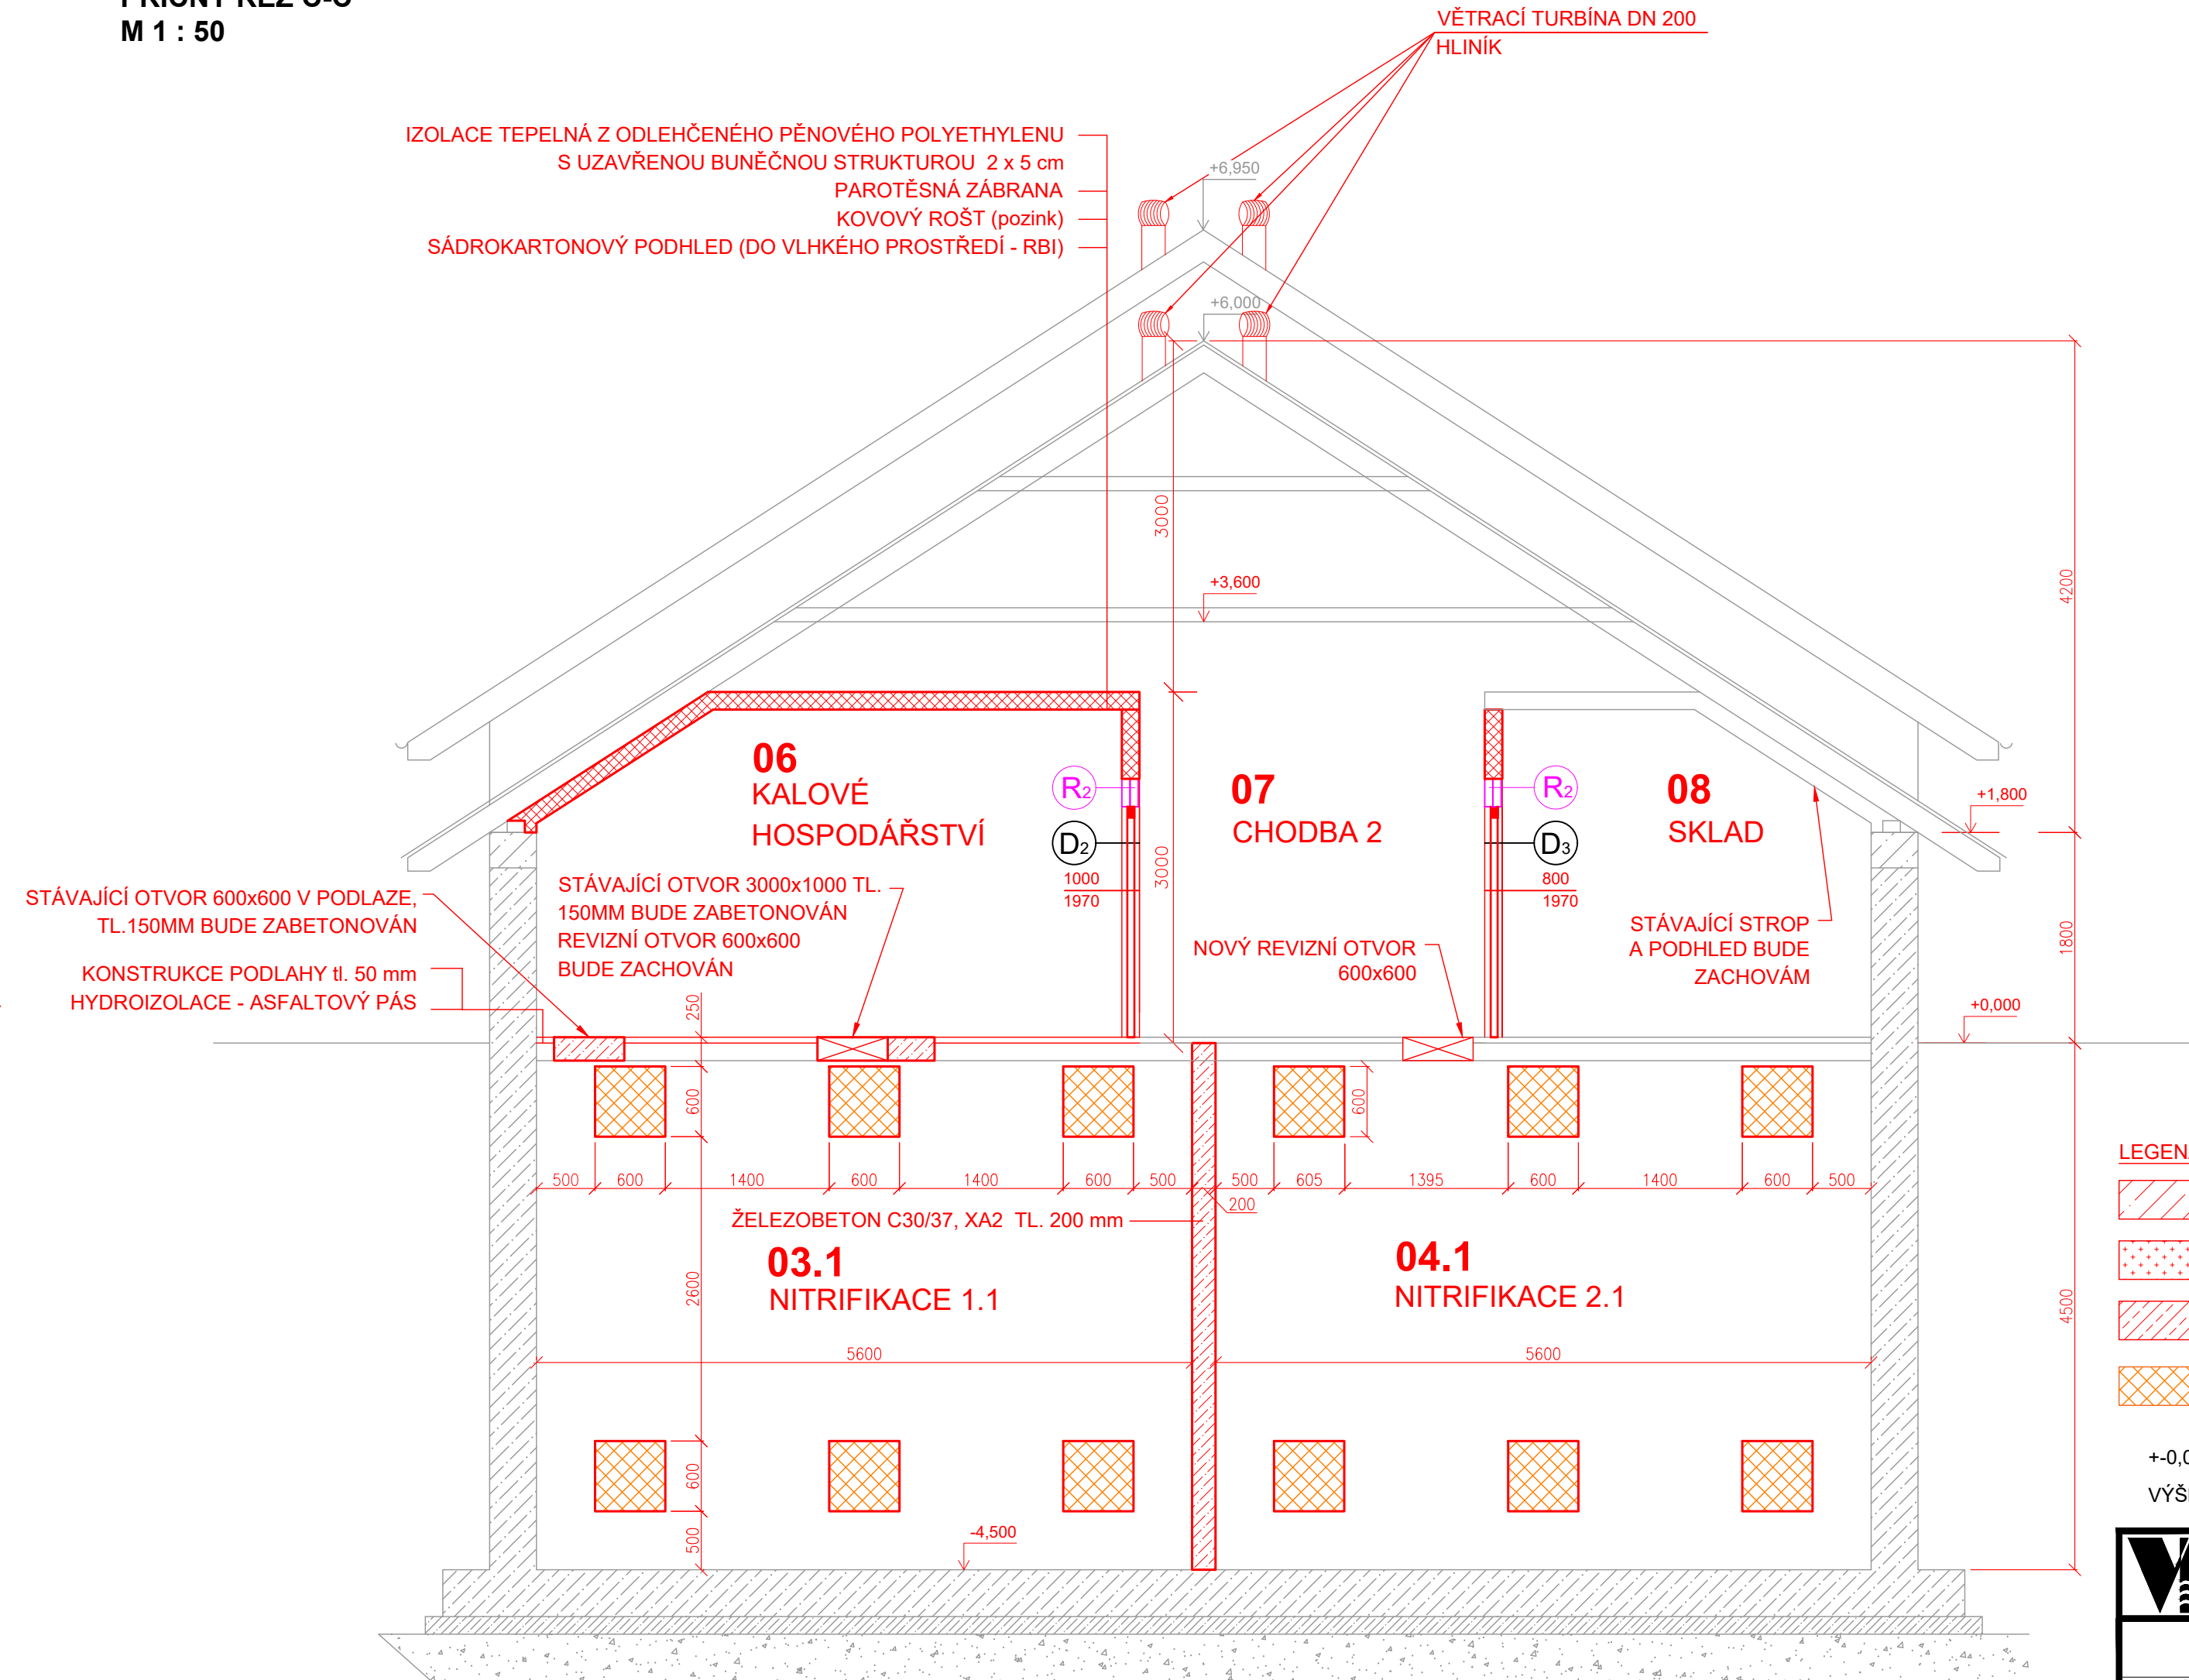 M 1 : 50
VĚTRACÍ TURBÍNA DN 200
HLINÍK
IZOLACE TEPELNÁ Z ODLEHČENÉHO PĚNOVÉHO POLYETHYLENU
S UZAVŘENOU BUNĚČNOU STRUKTUROU 2 x 5 cm
PAROTĚSNÁ ZÁBRANA
KOVOVÝ ROŠT (pozink)
SÁDROKARTONOVÝ PODHLED (DO VLHKÉHO PROSTŘEDÍ - RBI)
+6,950
+6,000
3000
+3,600
4200
06
KALOVÉ
HOSPODÁŘSTVÍ
R2
D2
1000
1970
3000
07
CHODBA 2
R2
D3
800
1970
08
SKLAD
+1,800
STÁVAJÍCÍ OTVOR 600x600 V PODLAZE,
TL.150MM BUDE ZABETONOVÁN
KONSTRUKCE PODLAHY tl. 50 mm
HYDROIZOLACE - ASFALTOVÝ PÁS
STÁVAJÍCÍ OTVOR 3000x1000 TL.
150MM BUDE ZABETONOVÁN
REVIZNÍ OTVOR 600x600
BUDE ZACHOVÁN
NOVÝ REVIZNÍ OTVOR
600x600
STÁVAJÍCÍ STROP
A PODHLED BUDE
ZACHOVÁM
1800
+0,000
250
600
600
500 600 1400 600 1400 600 500 500 605 1395 600 1400 600 500
200
ŽELEZOBETON C30/37, XA2 TL. 200 mm
03.1
NITRIFIKACE 1.1
04.1
NITRIFIKACE 2.1
2600
4500
5600 5600
600
500
-4,500